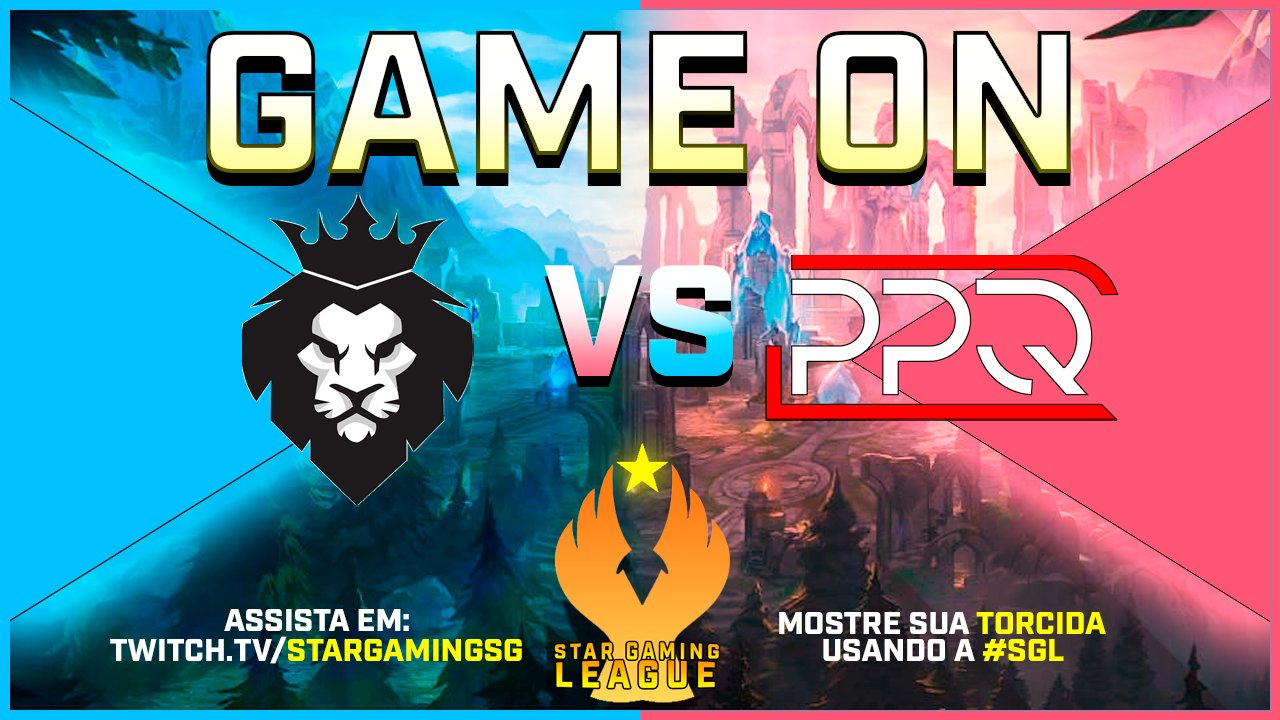 GAME ON
VS
PPQ
ASSISTA EM:
TWITCH.TV/STARGAMINGSG
STAR GAMING
LEAGUE
MOSTRE SUA TORCIDA
USANDO A #SGL